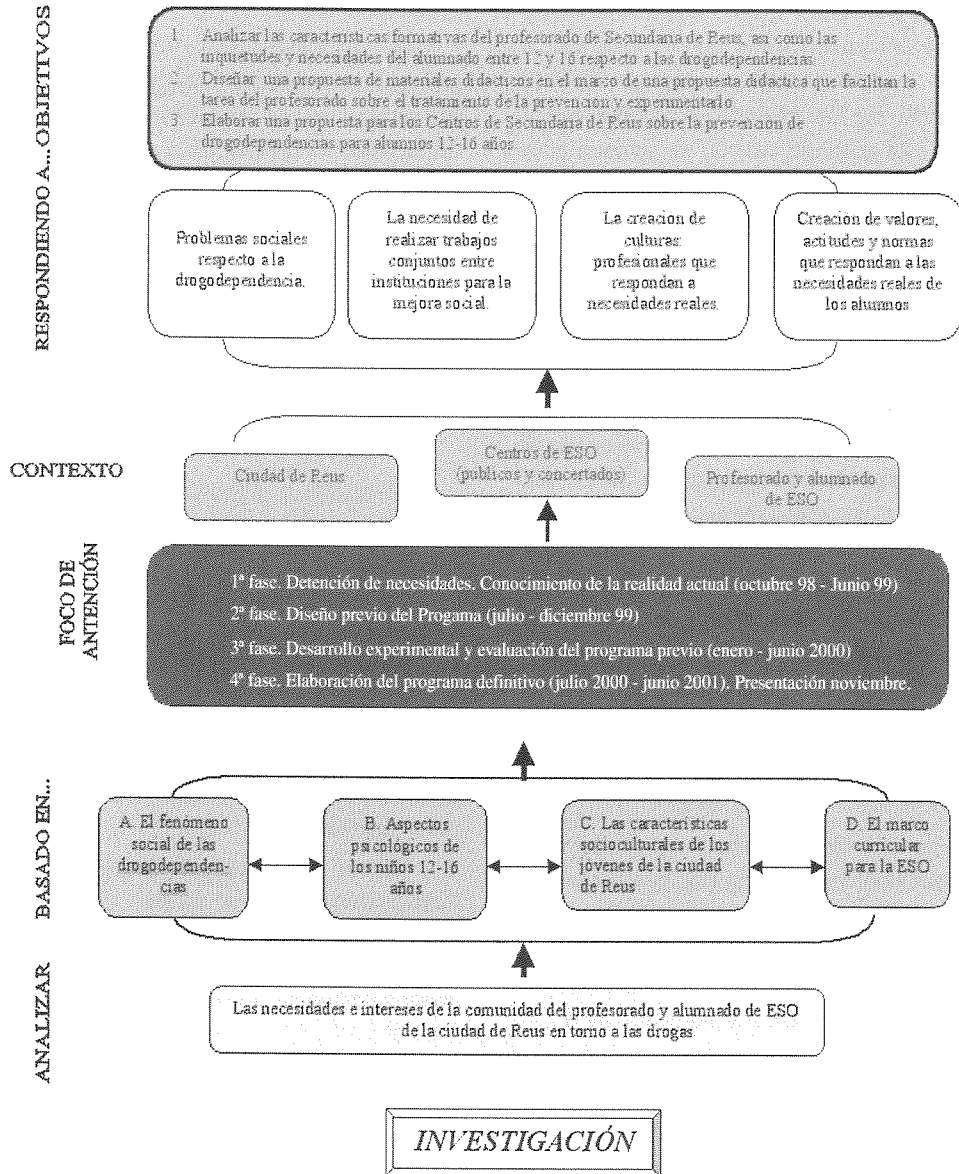 RESPONDIENDO A... OBJETIVOS
1. Analizar las características formativas del profesorado de Secundaria de Reus, así como las
inquietudes y necesidades del alumnado entre 12 y 16 respecto a las drogodependencias.
2. Diseñar una propuesta de materiales didácticos en el marco de una propuesta didáctica que facilitan la
tarea del profesorado sobre el tratamiento de la prevención y experimentarlo.
3. Elaborar una propuesta para los Centros de Secundaria de Reus sobre la prevención de
drogodependencias para alumnos 12-16 años.
Problemas sociales
respecto a la
drogodependencia.
La necesidad de
realizar trabajos
conjuntos entre
instituciones para la
mejora social.
La creación de
culturas:
profesionales que
respondan a
necesidades reales.
Creación de valores,
actitudes y normas
que respondan a las
necesidades reales de
los alumnos
CONTEXTO
Ciudad de Reus
Centros de ESO
(públicos y concertados)
Profesorado y alumnado
de ESO
FOCO DE
ANTENCIÓN
1ª fase. Detención de necesidades. Conocimiento de la realidad actual (octubre 98 - Junio 99)
2ª fase. Diseño previo del Progama (julio - diciembre 99)
3ª fase. Desarrollo experimental y evaluación del programa previo (enero - junio 2000)
4ª fase. Elaboración del programa definitivo (julio 2000 - junio 2001). Presentación noviembre.
BASADO EN...
A. El fenómeno
social de las
drogodependen-
cias
B. Aspectos
psicológicos de
los niños 12-16
años
C. Las características
socioculturales de los
jóvenes de la ciudad
de Reus
D. El marco
curricular
para la ESO
ANALIZAR
Las necesidades e intereses de la comunidad del profesorado y alumnado de ESO
de la ciudad de Reus en torno a las drogas
INVESTIGACIÓN